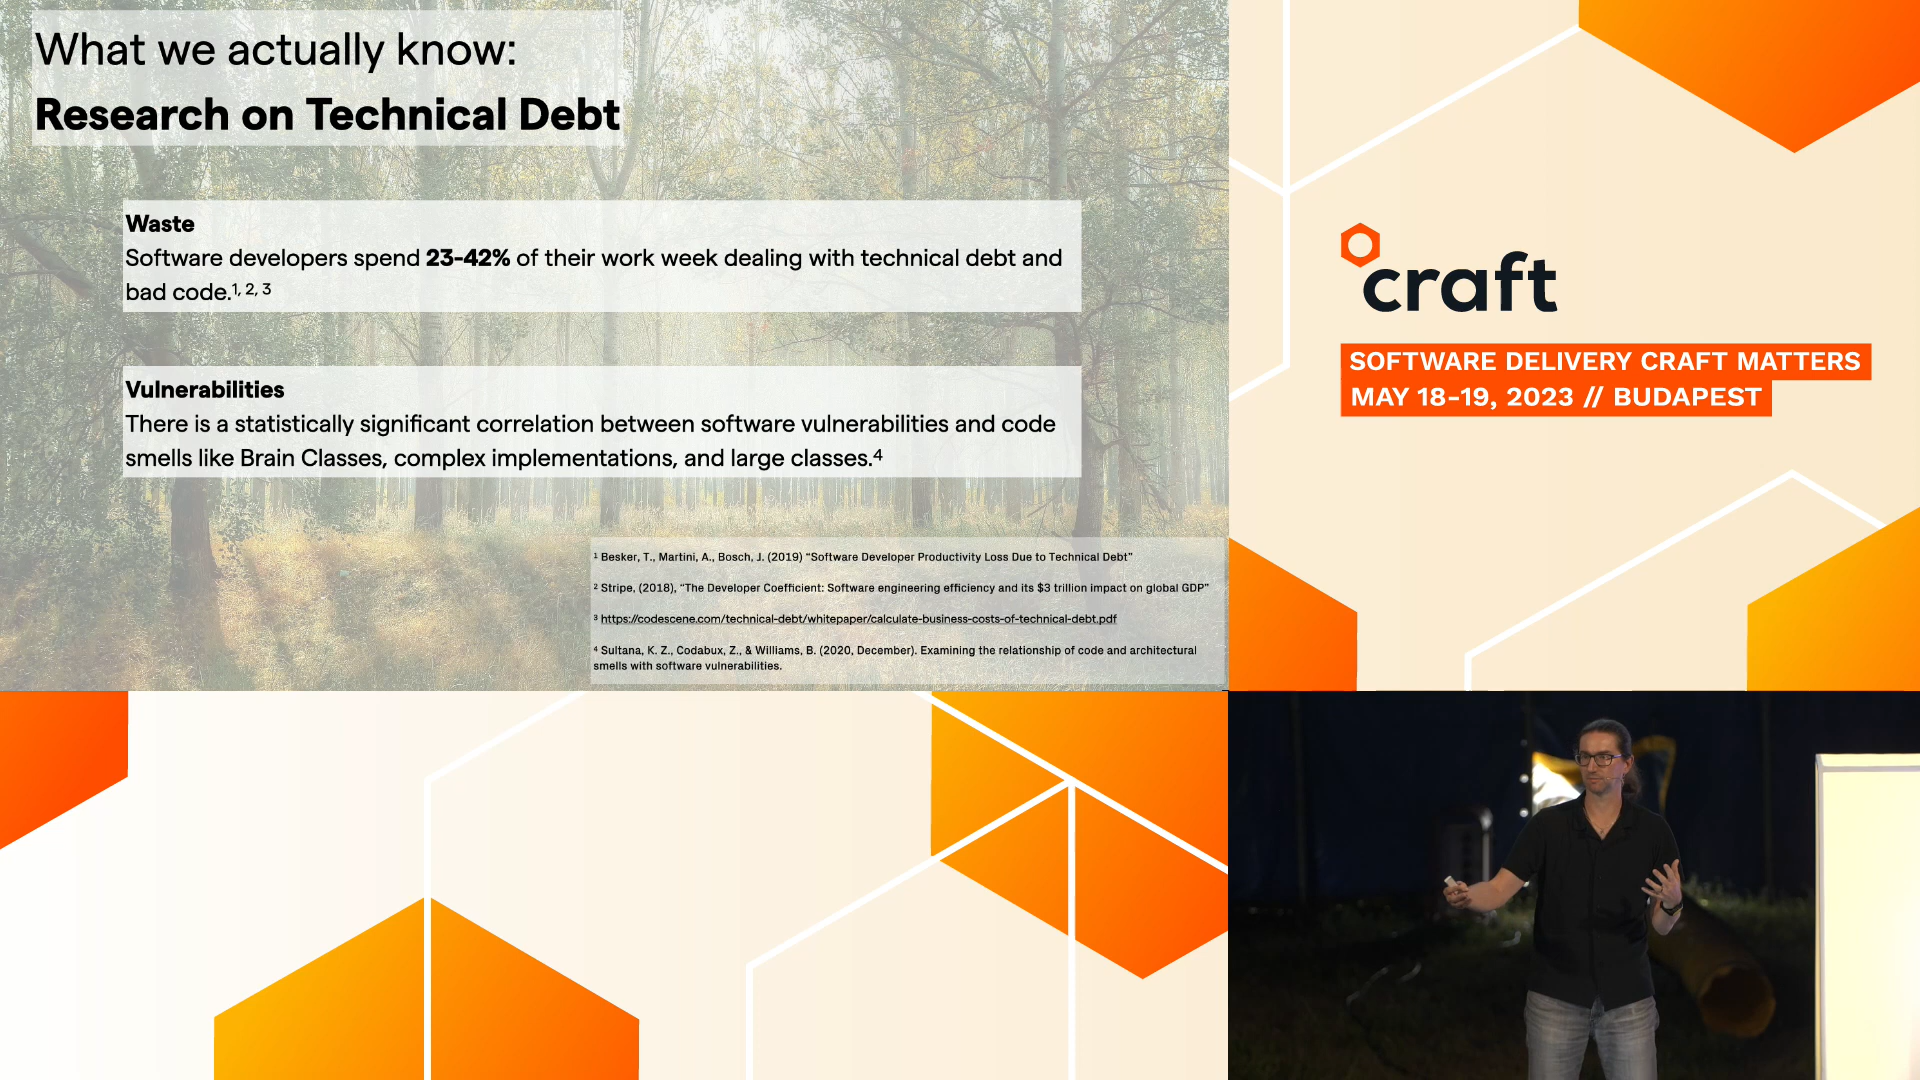 What we actually know:
Research on Technical Debt
Waste
Software developers spend 23-42% of their work week dealing with technical debt and
bad code.1, 2, 3
Vulnerabilities
There is a statistically significant correlation between software vulnerabilities and code
smells like Brain Classes, complex implementations, and large classes.4
1 Besker, T., Martini, A., Bosch, J. (2019) “Software Developer Productivity Loss Due to Technical Debt”
2 Stripe, (2018), “The Developer Coefficient: Software engineering efficiency and its $3 trillion impact on global GDP”
3 https://codescene.com/technical-debt/whitepaper/calculate-business-costs-of-technical-debt.pdf
4 Sultana, K. Z., Codabux, Z., & Williams, B. (2020, December). Examining the relationship of code and architectural
smells with software vulnerabilities.
craft
SOFTWARE DELIVERY CRAFT MATTERS
MAY 18-19, 2023 // BUDAPEST